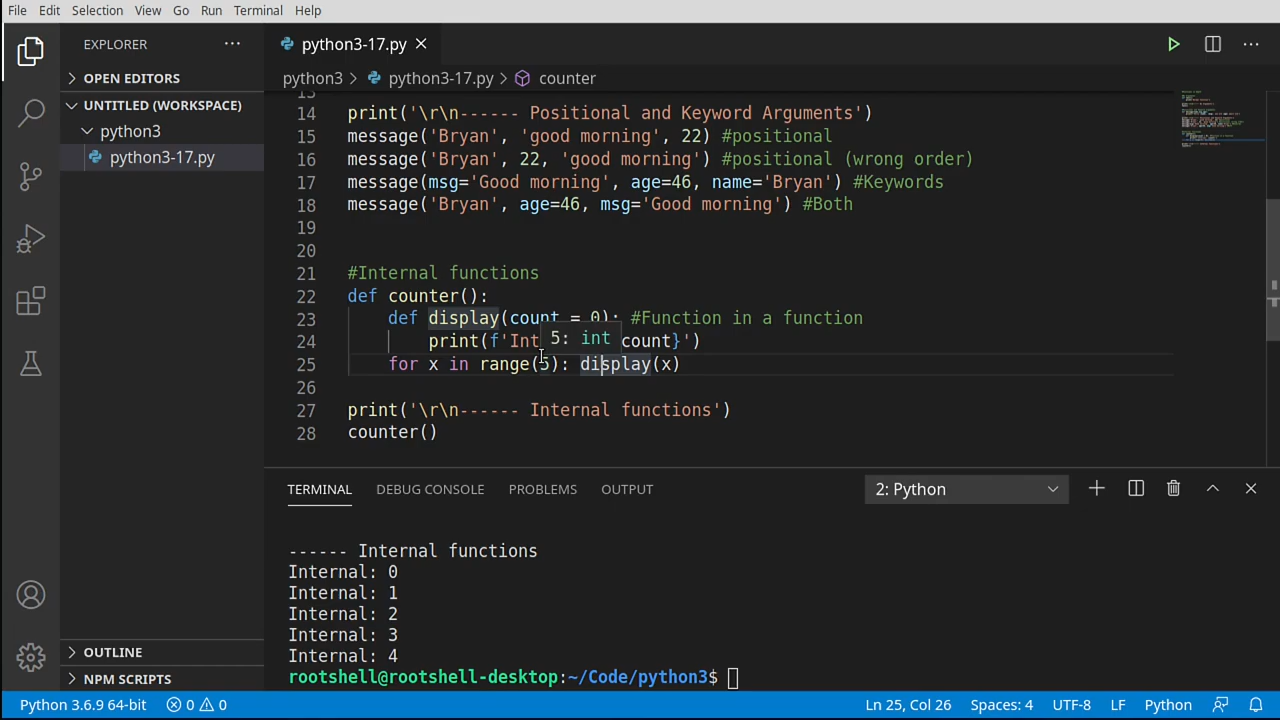 File Edit Selection View Go Run Terminal Help
EXPLORER ··· python3-17.py
OPEN EDITORS
python3 > python3-17.py > counter
UNTITLED (WORKSPACE)
python3
python3-17.py
13
14 print('\r\n------ Positional and Keyword Arguments')
15 message('Bryan', 'good morning', 22) #positional
16 message('Bryan', 22, 'good morning') #positional (wrong order)
17 message(msg='Good morning', age=46, name='Bryan') #Keywords
18 message('Bryan', age=46, msg='Good morning') #Both
19
20
21 #Internal functions
22 def counter():
23 def display(count = 0): #Function in a function
24 print(f'Int count}')
5: int
25 for x in range(5): display(x)
26
27 print('\r\n------ Internal functions')
28 counter()
TERMINAL DEBUG CONSOLE PROBLEMS OUTPUT 2: Python
------ Internal functions
Internal: 0
Internal: 1
Internal: 2
Internal: 3
Internal: 4
rootshell@rootshell-desktop:~/Code/python3$
OUTLINE
NPM SCRIPTS
Python 3.6.9 64-bit 0 0 Ln 25, Col 26 Spaces: 4 UTF-8 LF Python